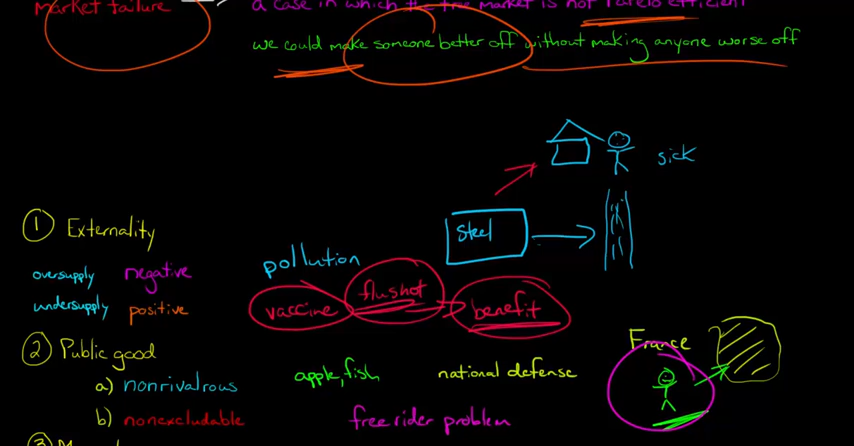 market failure
a case in which the free market is not Pareto efficient
we could make someone better off without making anyone worse off
sick
① Externality
steel
oversupply negative
pollution
undersupply positive
vaccine flushot benefit
② Public good
France
a) nonrivalrous
apple, fish
national defense
b) nonexcludable
free rider problem
③